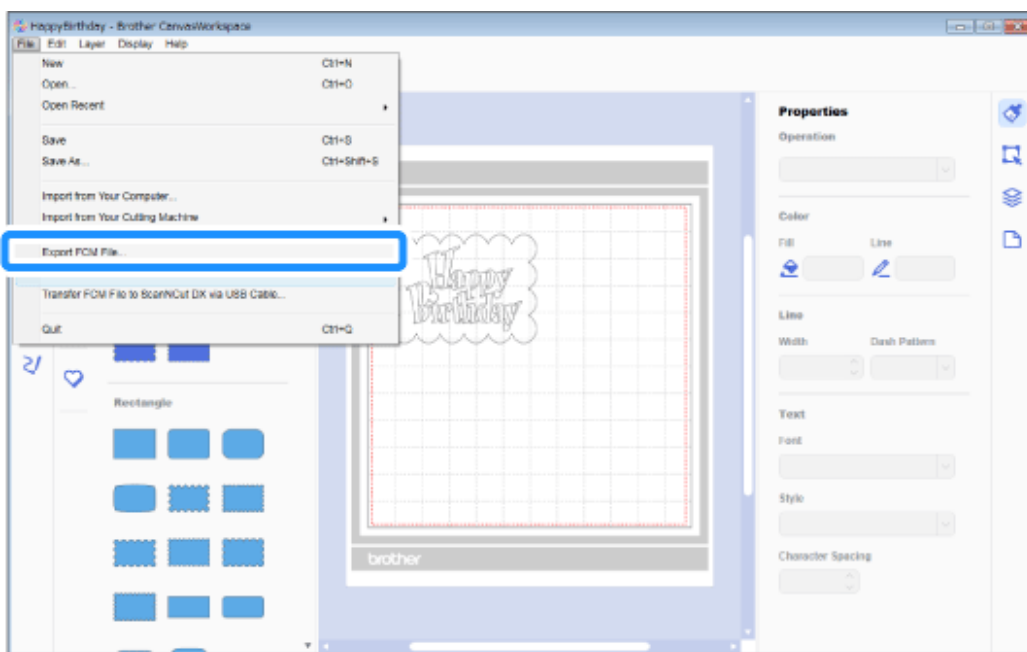 HappyBirthday - Brother CanvasWorkspace
File Edit Layer Display Help
New Ctrl+N
Open... Ctrl+O
Open Recent
Save Ctrl+S
Save As... Ctrl+Shift+S
Import from Your Computer...
Import from Your Cutting Machine
Export FCM File...
Transfer FCM File to ScanNCut DX via USB Cable...
Quit Ctrl+Q
Rectangle
Happy
Birthday
brother
Properties
Operation
Color
Fill Line
Line
Width Dash Pattern
Text
Font
Style
Character Spacing